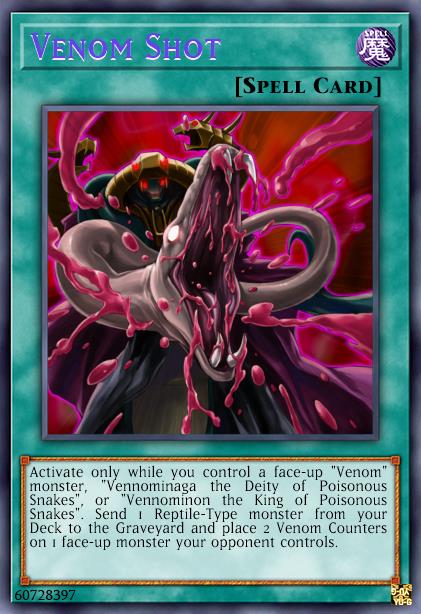 Venom Shot
SPELL
魔
[Spell Card]
Activate only while you control a face-up "Venom"
monster, "Vennominaga the Deity of Poisonous
Snakes", or "Vennominon the King of Poisonous
Snakes". Send 1 Reptile-Type monster from your
Deck to the Graveyard and place 2 Venom Counters
on 1 face-up monster your opponent controls.
60728397